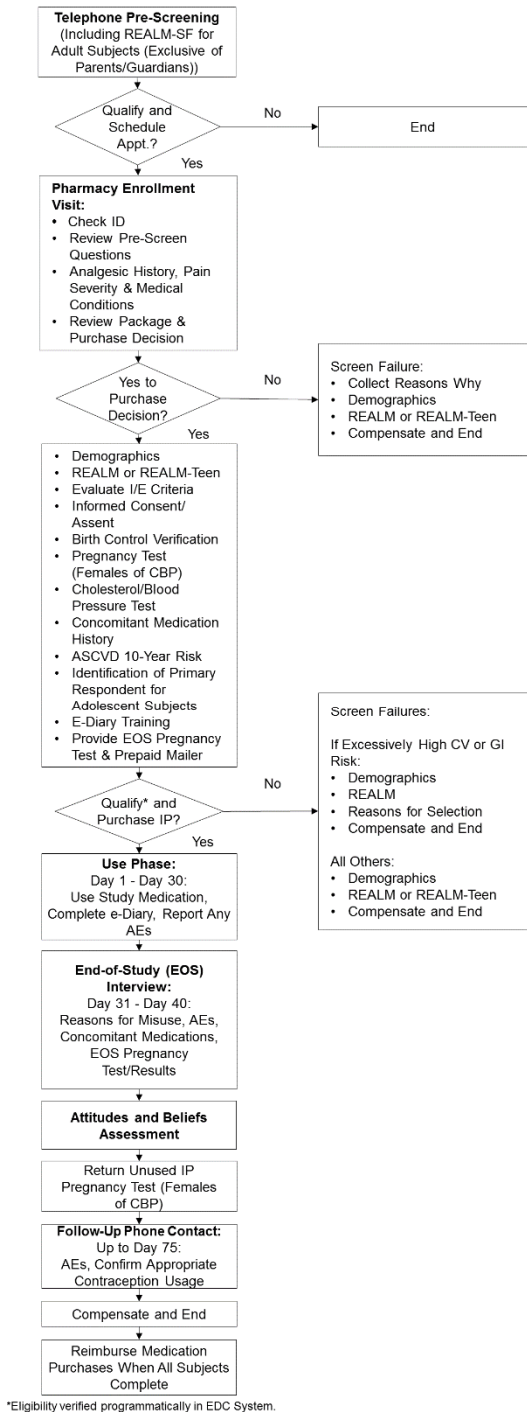 Telephone Pre-Screening
(Including REALM-SF for
Adult Subjects (Exclusive of
Parents/Guardians))
Qualify and
Schedule
Appt.?
No
End
Yes
Pharmacy Enrollment
Visit:
• Check ID
• Review Pre-Screen
Questions
• Analgesic History, Pain
Severity & Medical
Conditions
• Review Package &
Purchase Decision
Yes to
Purchase
Decision?
No
Screen Failure:
• Collect Reasons Why
• Demographics
• REALM or REALM-Teen
• Compensate and End
Yes
• Demographics
• REALM or REALM-Teen
• Evaluate I/E Criteria
• Informed Consent/
Assent
• Birth Control Verification
• Pregnancy Test
(Females of CBP)
• Cholesterol/Blood
Pressure Test
• Concomitant Medication
History
• ASCVD 10-Year Risk
• Identification of Primary
Respondent for
Adolescent Subjects
• E-Diary Training
• Provide EOS Pregnancy
Test & Prepaid Mailer
Qualify* and
Purchase IP?
No
Screen Failures:
If Excessively High CV or GI
Risk:
• Demographics
• REALM
• Reasons for Selection
• Compensate and End
All Others:
• Demographics
• REALM or REALM-Teen
• Compensate and End
Yes
Use Phase:
Day 1 - Day 30:
Use Study Medication,
Complete e-Diary, Report Any
AEs
End-of-Study (EOS)
Interview:
Day 31 - Day 40:
Reasons for Misuse, AEs,
Concomitant Medications,
EOS Pregnancy
Test/Results
Attitudes and Beliefs
Assessment
Return Unused IP
Pregnancy Test (Females
of CBP)
Follow-Up Phone Contact:
Up to Day 75:
AEs, Confirm Appropriate
Contraception Usage
Compensate and End
Reimburse Medication
Purchases When All Subjects
Complete
*Eligibility verified programmatically in EDC System.